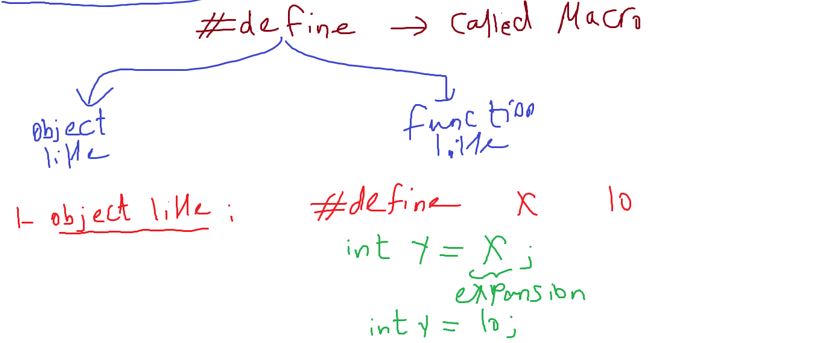 #define → called Macro
object
like
function
like
1- object like : #define X 10
int Y = X ;
expansion
int Y = 10 ;